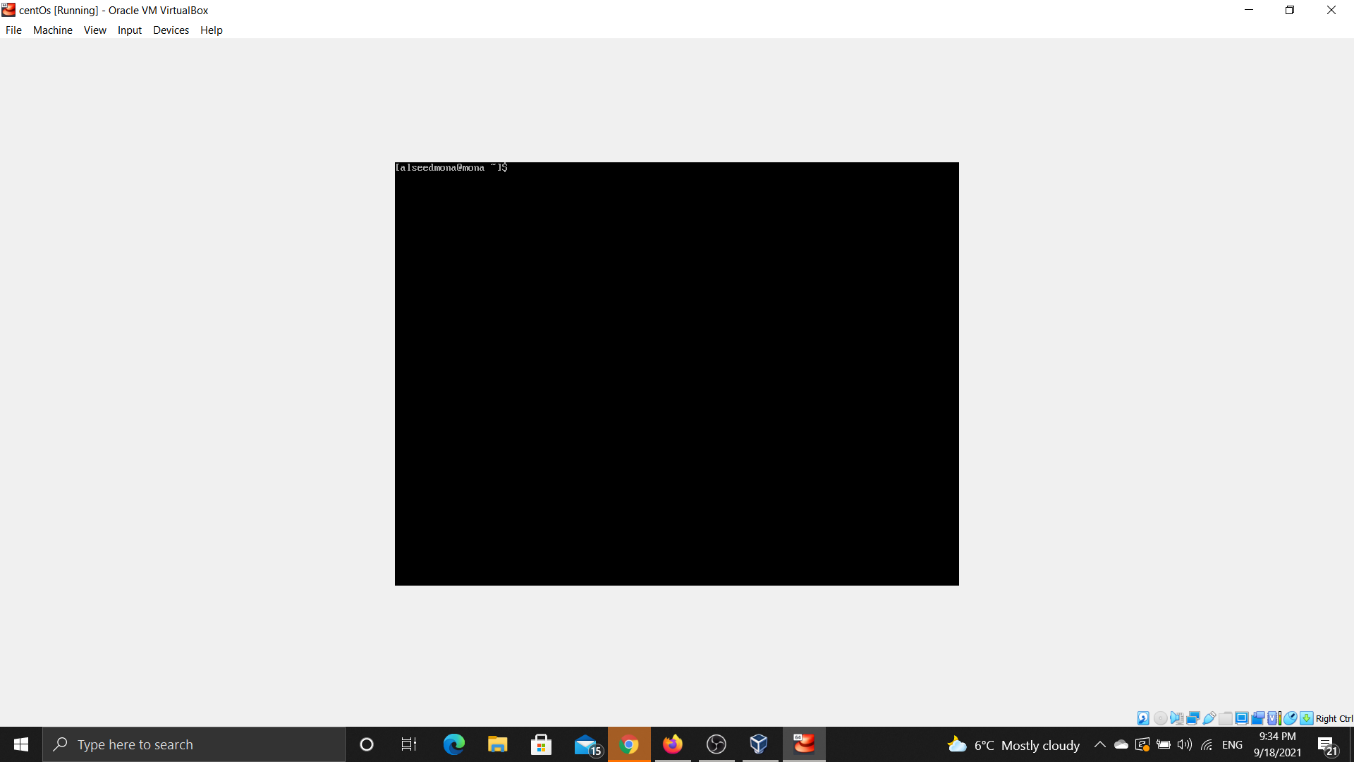 centOs [Running] - Oracle VM VirtualBox
File Machine View Input Devices Help
[alseedmona@mona ~]$
Right Ctrl
Type here to search
15
6°C Mostly cloudy
ENG
9:34 PM
9/18/2021
21